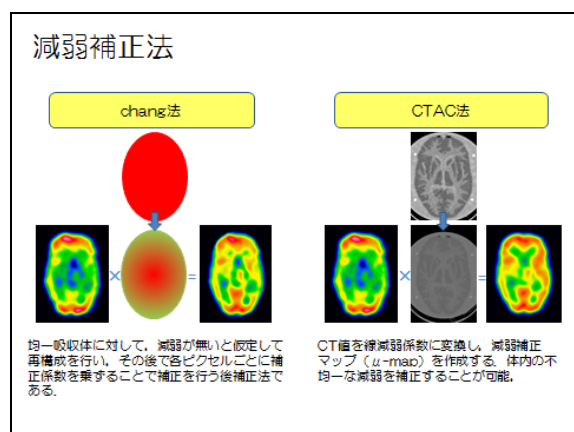 減弱補正法
chang法
CTAC法
×
=
×
=
均一吸収体に対して，減弱が無いと仮定して
再構成を行い，その後で各ピクセルごとに補
正係数を乗ずることで補正を行う後補正法で
ある．
CT値を線減弱係数に変換し，減弱補正
マップ（μ-map）を作成する．体内の不
均一な減弱を補正することが可能．